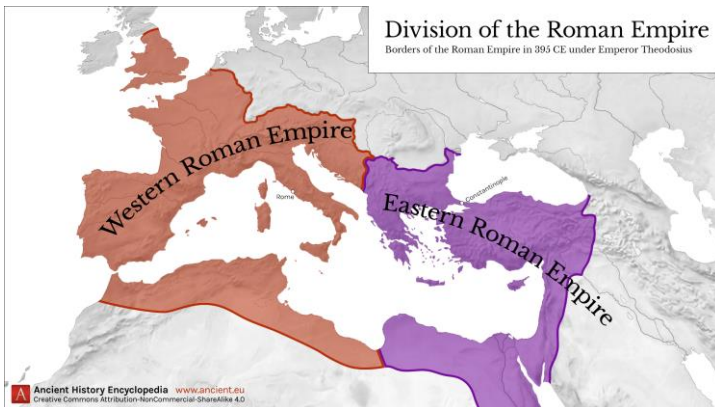 Division of the Roman Empire
Borders of the Roman Empire in 395 CE under Emperor Theodosius
Western Roman Empire
Rome
Constantinople
Eastern Roman Empire
A
Ancient History Encyclopedia www.ancient.eu
Creative Commons Attribution-NonCommercial-ShareAlike 4.0